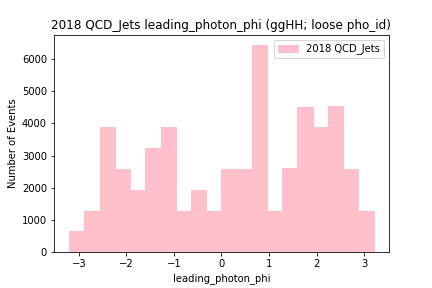 2018 QCD_Jets leading_photon_phi (ggHH; loose pho_id)
2018 QCD_Jets
Number of Events
6000
5000
4000
3000
2000
1000
0
−3 −2 −1 0 1 2 3
leading_photon_phi